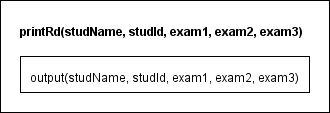 printRd(studName, studId, exam1, exam2, exam3)
output(studName, studId, exam1, exam2, exam3)